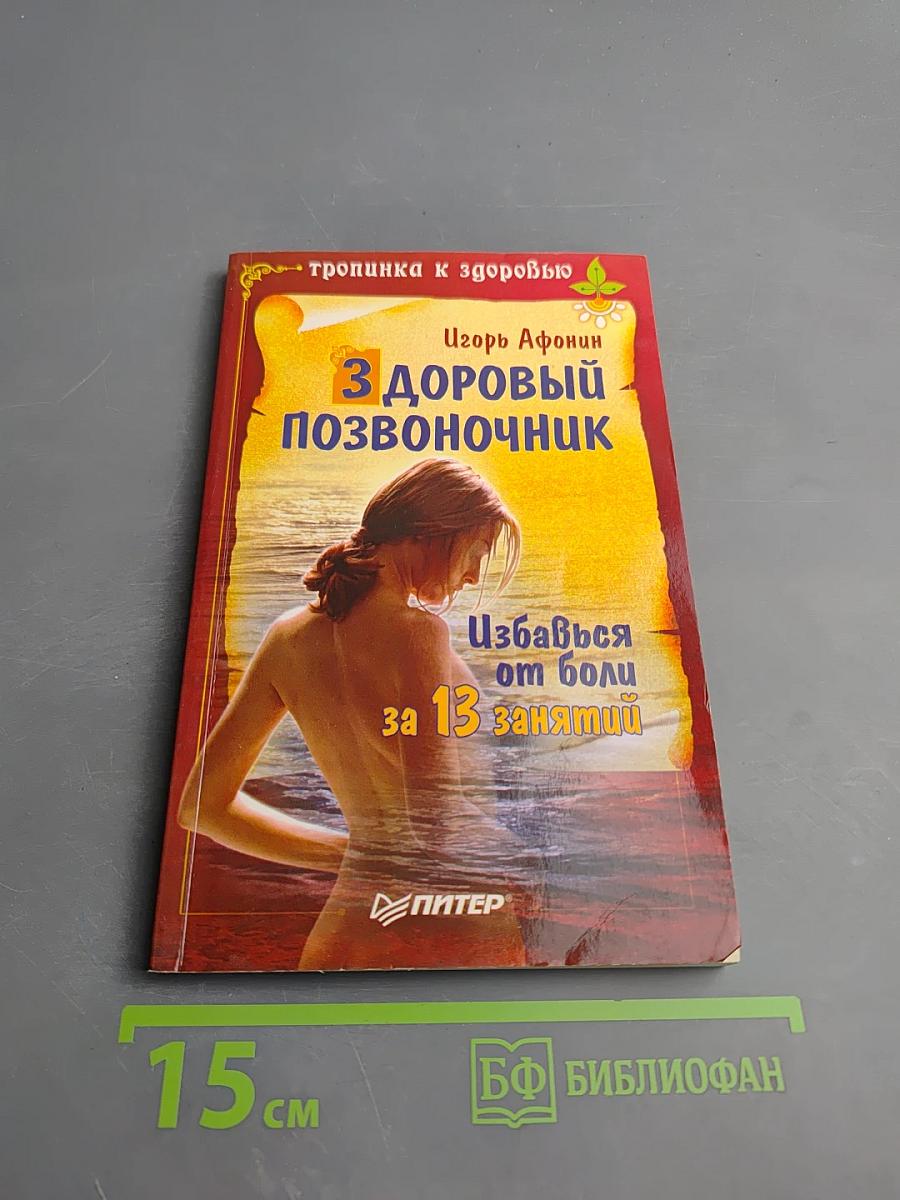 тропинка к здоровью
Игорь Афонин
Здоровый
позвоночник
Избавься
от боли
за 13 занятий
ПИТЕР®
15 см
БФ БИБЛИОФАН